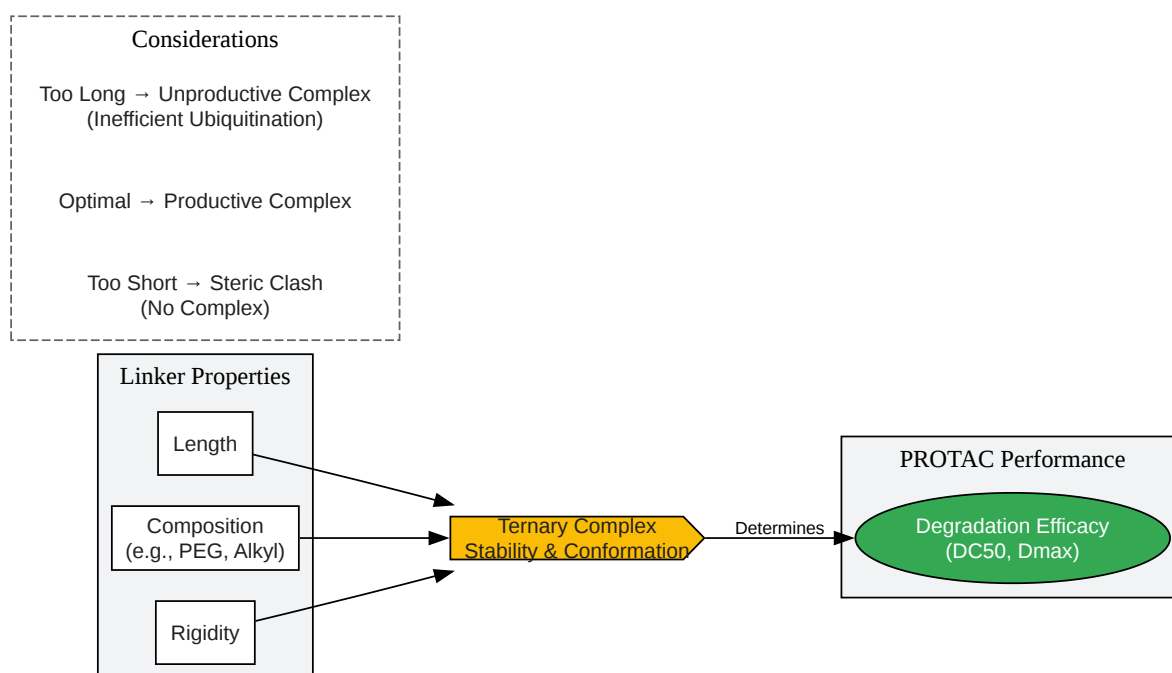 Considerations
Too Long → Unproductive Complex
(Inefficient Ubiquitination)
Optimal → Productive Complex
Too Short → Steric Clash
(No Complex)
Linker Properties
Length
Composition
(e.g., PEG, Alkyl)
Rigidity
Ternary Complex
Stability & Conformation
Determines
PROTAC Performance
Degradation Efficacy
(DC50, Dmax)